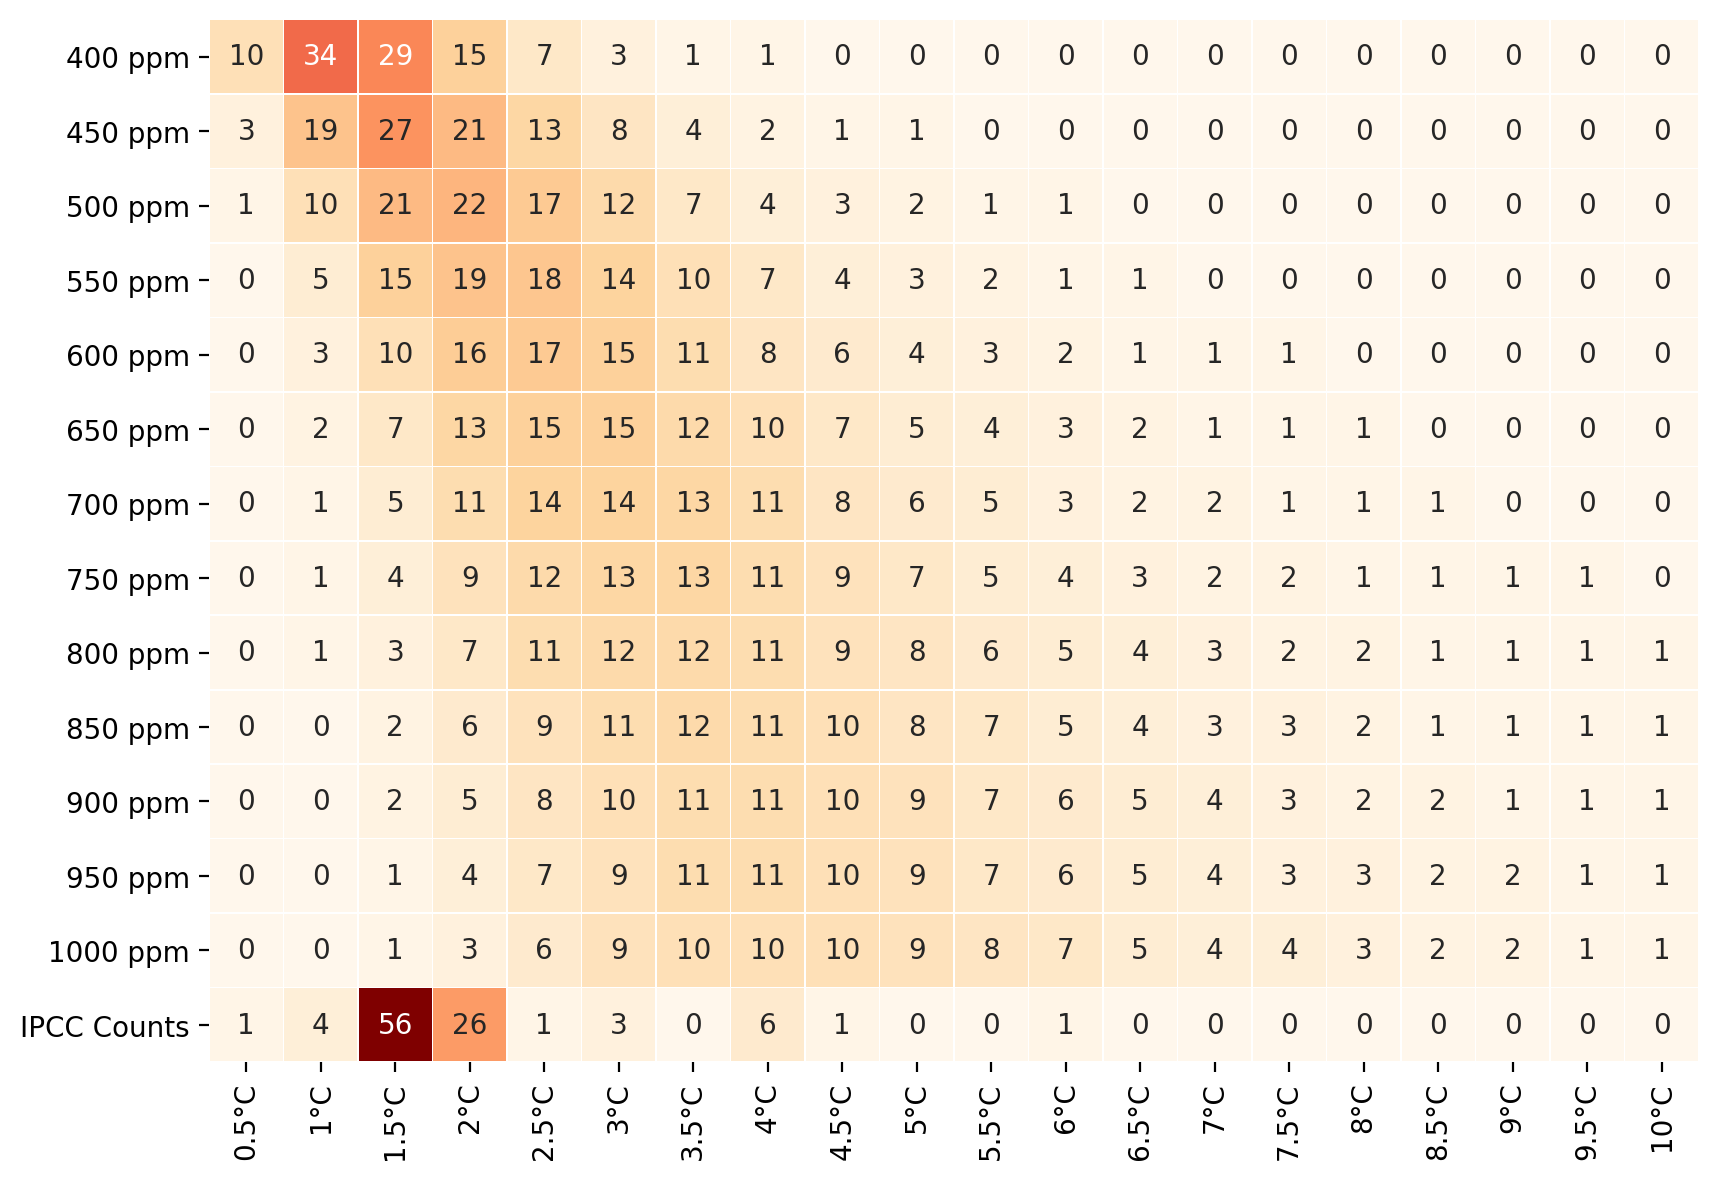 400 ppm 10 34 29 15 7 3 1 1 0 0 0 0 0 0 0 0 0 0 0 0
450 ppm 3 19 27 21 13 8 4 2 1 1 0 0 0 0 0 0 0 0 0 0
500 ppm 1 10 21 22 17 12 7 4 3 2 1 1 0 0 0 0 0 0 0 0
550 ppm 0 5 15 19 18 14 10 7 4 3 2 1 1 0 0 0 0 0 0 0
600 ppm 0 3 10 16 17 15 11 8 6 4 3 2 1 1 1 0 0 0 0 0
650 ppm 0 2 7 13 15 15 12 10 7 5 4 3 2 1 1 1 0 0 0 0
700 ppm 0 1 5 11 14 14 13 11 8 6 5 3 2 2 1 1 1 0 0 0
750 ppm 0 1 4 9 12 13 13 11 9 7 5 4 3 2 2 1 1 1 1 0
800 ppm 0 1 3 7 11 12 12 11 9 8 6 5 4 3 2 2 1 1 1 1
850 ppm 0 0 2 6 9 11 12 11 10 8 7 5 4 3 3 2 1 1 1 1
900 ppm 0 0 2 5 8 10 11 11 10 9 7 6 5 4 3 2 2 1 1 1
950 ppm 0 0 1 4 7 9 11 11 10 9 7 6 5 4 3 3 2 2 1 1
1000 ppm 0 0 1 3 6 9 10 10 10 9 8 7 5 4 4 3 2 2 1 1
IPCC Counts 1 4 56 26 1 3 0 6 1 0 0 1 0 0 0 0 0 0 0 0
0.5°C 1°C 1.5°C 2°C 2.5°C 3°C 3.5°C 4°C 4.5°C 5°C 5.5°C 6°C 6.5°C 7°C 7.5°C 8°C 8.5°C 9°C 9.5°C 10°C